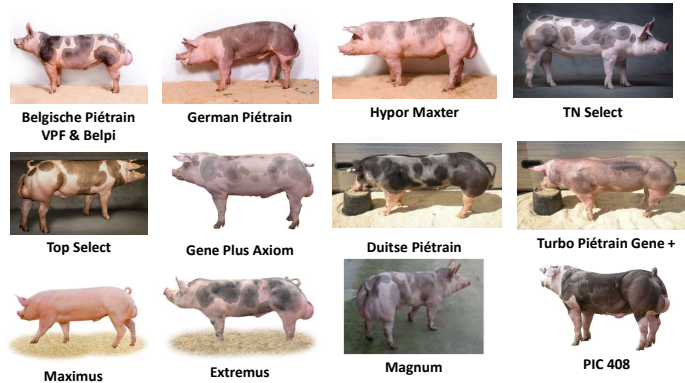 Belgische Piétrain
VPF & Belpi
German Piétrain
Hypor Maxter
TN Select
Top Select
Gene Plus Axiom
Duitse Piétrain
Turbo Piétrain Gene +
Maximus
Extremus
Magnum
PIC 408